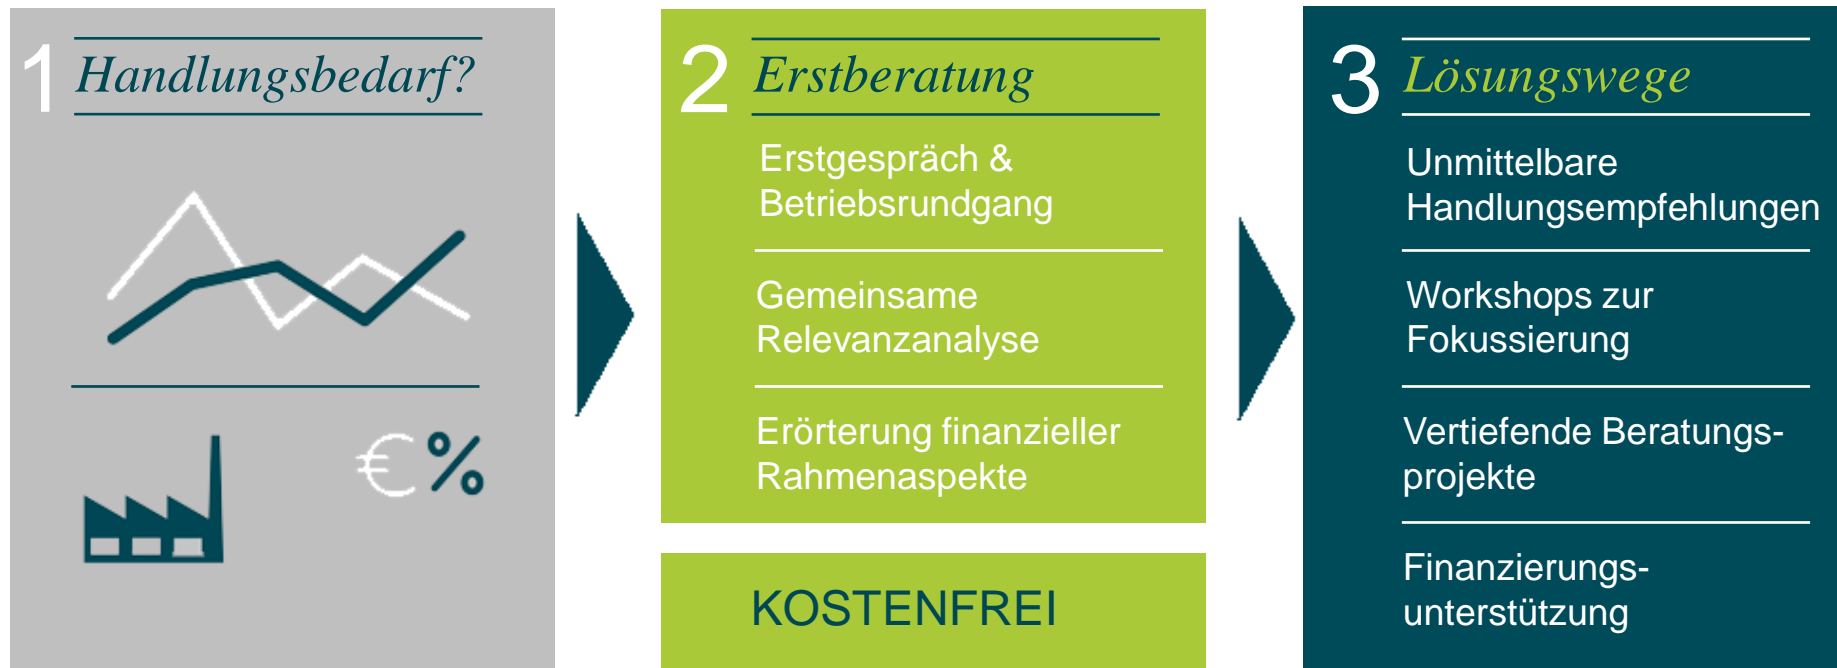 1 Handlungsbedarf?
€%
2 Erstberatung
Erstgespräch &
Betriebsrundgang
Gemeinsame
Relevanzanalyse
Erörterung finanzieller
Rahmenaspekte
KOSTENFREI
3 Lösungswege
Unmittelbare
Handlungsempfehlungen
Workshops zur
Fokussierung
Vertiefende Beratungs-
projekte
Finanzierungs-
unterstützung